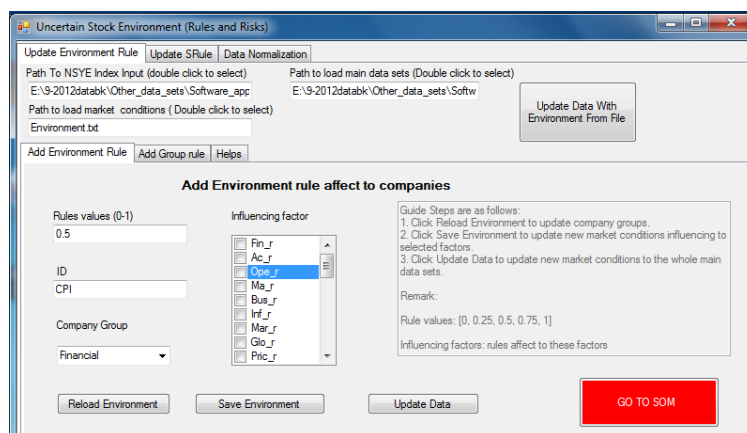 Uncertain Stock Environment (Rules and Risks)
Update Environment Rule Update SRule Data Nomalization
Path To NSYE Index Input (double click to select) Path to load main data sets (Double click to select)
E:\9-2012databk\Other_data_sets\Software_app E:\9-2012databk\Other_data_sets\Softw
Update Data With
Environment From File
Path to load market conditions ( Double click to select)
Environment.txt
Add Environment Rule Add Group rule Helps
Add Environment rule affect to companies
Rules values (0-1)
0.5
ID
CPI
Company Group
Financial
Influencing factor
Fin_r
Ac_r
Ope_r
Ma_r
Bus_r
Inf_r
Mar_r
Glo_r
Pric_r
Guide Steps are as follows:
1. Click Reload Environment to update company groups.
2. Click Save Environment to update new market conditions influencing to
selected factors.
3. Click Update Data to update new market conditions to the whole main
data sets.
Remark:
Rule values: [0, 0.25, 0.5, 0.75, 1]
Influencing factors: rules affect to these factors
Reload Environment Save Environment Update Data GO TO SOM